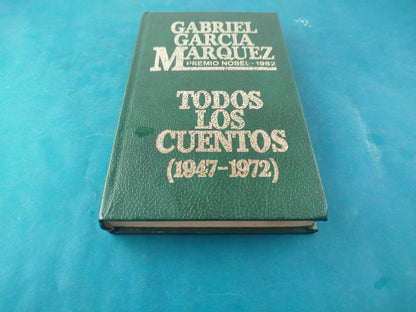 GABRIEL
GARCIA
MARQUEZ
PREMIO NOBEL - 1982
TODOS
LOS
CUENTOS
(1947-1972)